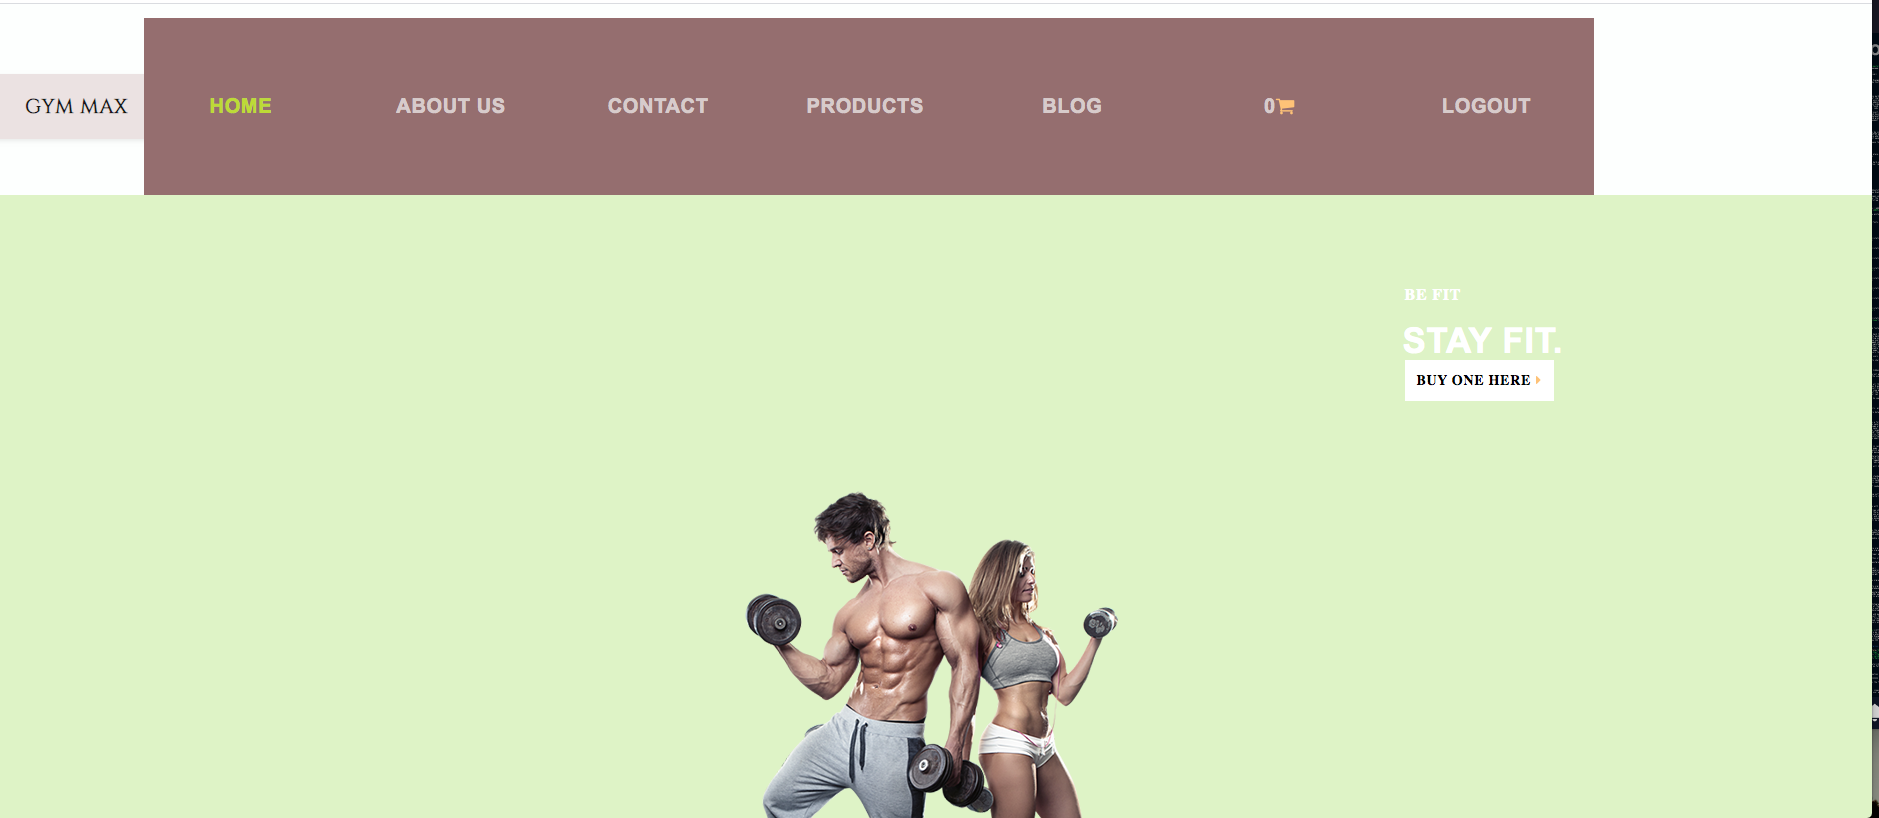 GYM MAX
HOME ABOUT US CONTACT PRODUCTS BLOG 0 LOGOUT
BE FIT
STAY FIT.
BUY ONE HERE